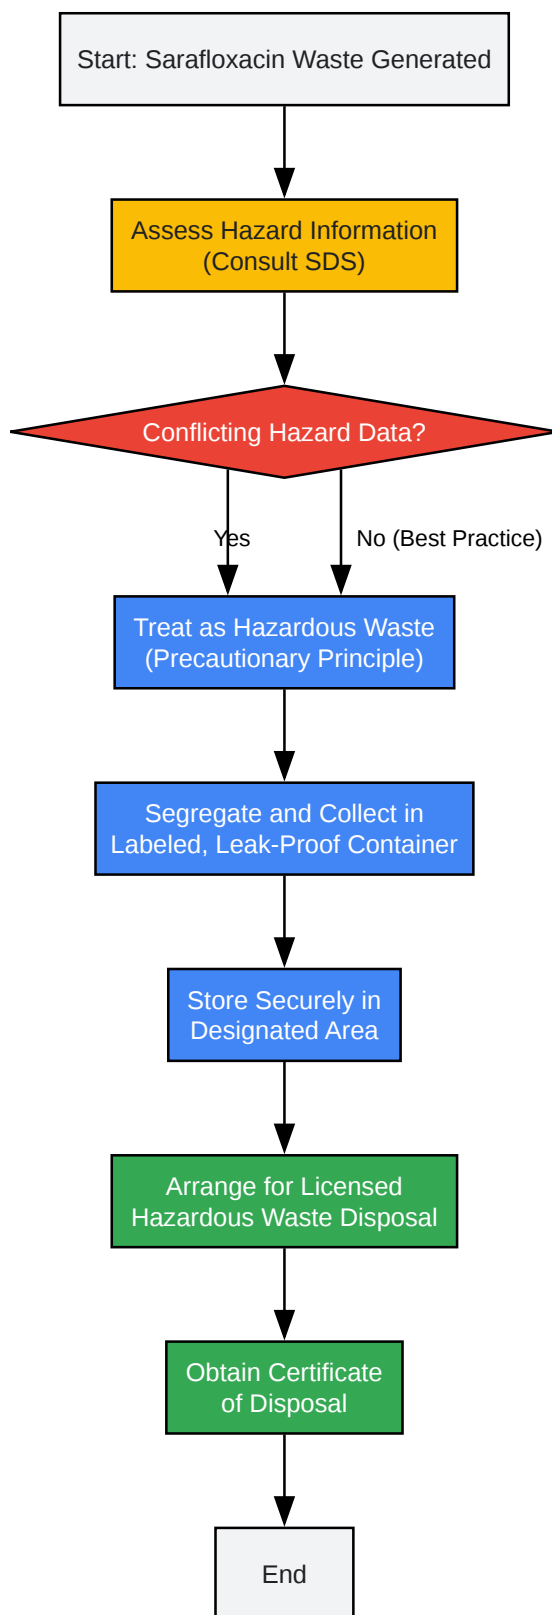 Start: Sarafloxacin Waste Generated
Assess Hazard Information
(Consult SDS)
Conflicting Hazard Data?
Yes
No (Best Practice)
Treat as Hazardous Waste
(Precautionary Principle)
Segregate and Collect in
Labeled, Leak-Proof Container
Store Securely in
Designated Area
Arrange for Licensed
Hazardous Waste Disposal
Obtain Certificate
of Disposal
End